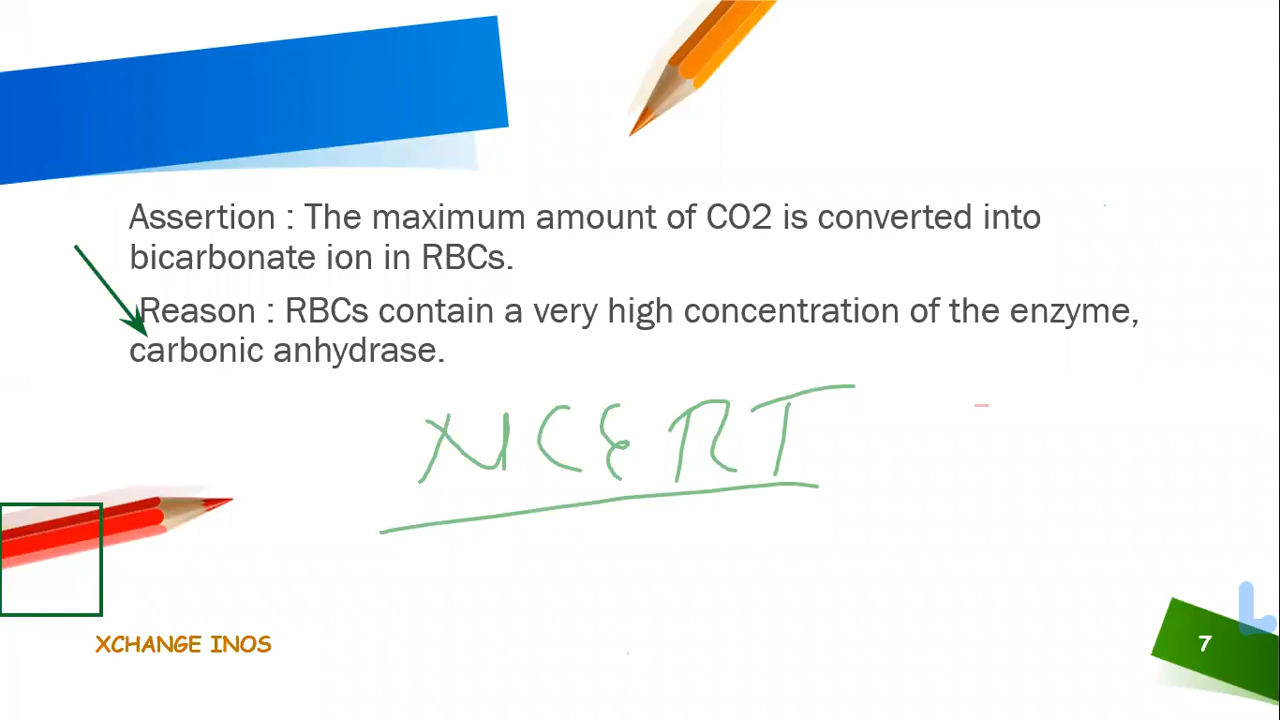 Assertion : The maximum amount of CO2 is converted into
bicarbonate ion in RBCs.
Reason : RBCs contain a very high concentration of the enzyme,
carbonic anhydrase.
NCERT
XCHANGE INOS
7